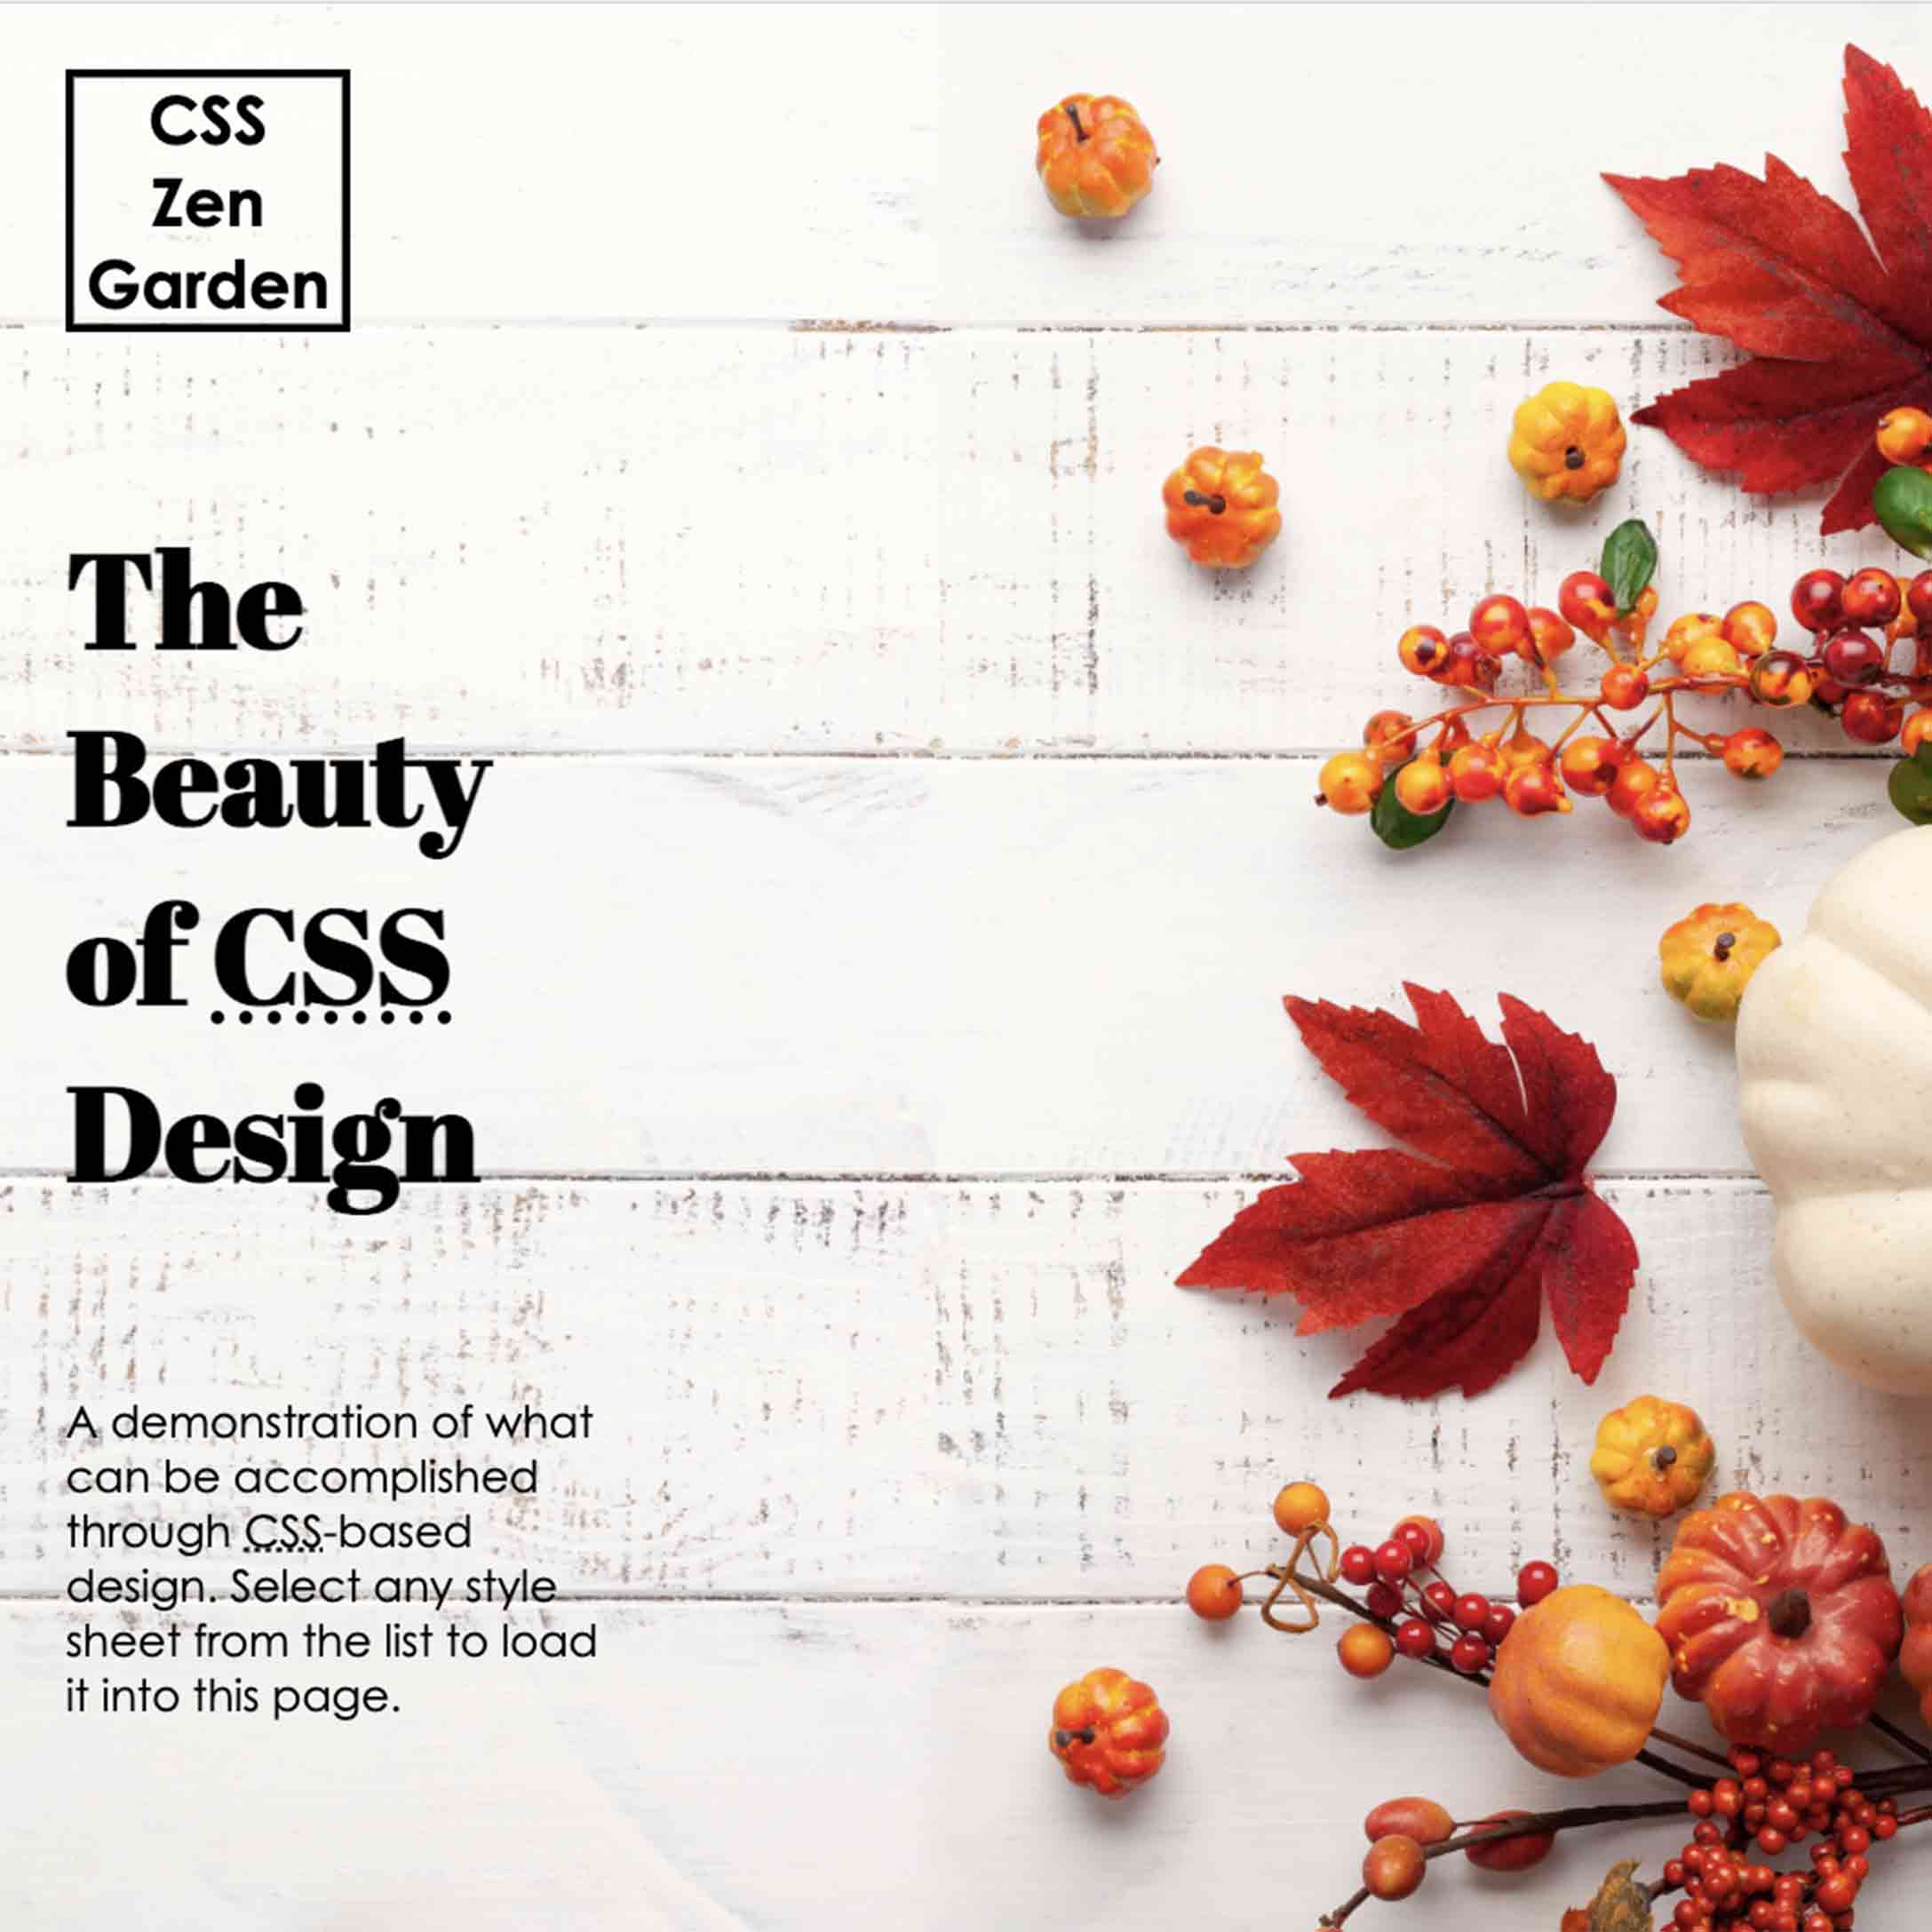 CSS
Zen
Garden
The
Beauty
of CSS
Design
A demonstration of what
can be accomplished
through CSS-based
design. Select any style
sheet from the list to load
it into this page.